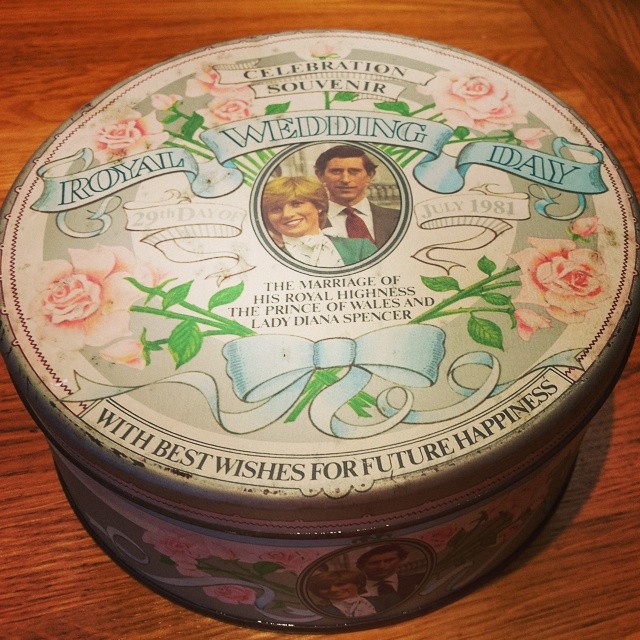 CELEBRATION
SOUVENIR
ROYAL WEDDING DAY
29th DAY OF JULY 1981
THE MARRIAGE OF
HIS ROYAL HIGHNESS
THE PRINCE OF WALES AND
LADY DIANA SPENCER
WITH BEST WISHES FOR FUTURE HAPPINESS